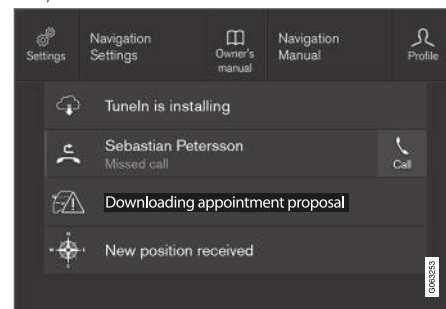 Settings
Navigation
Settings
Owner's
manual
Navigation
Manual
Profile
TuneIn is installing
Sebastian Petersson
Missed call
Call
Downloading appointment proposal
New position received
G063253